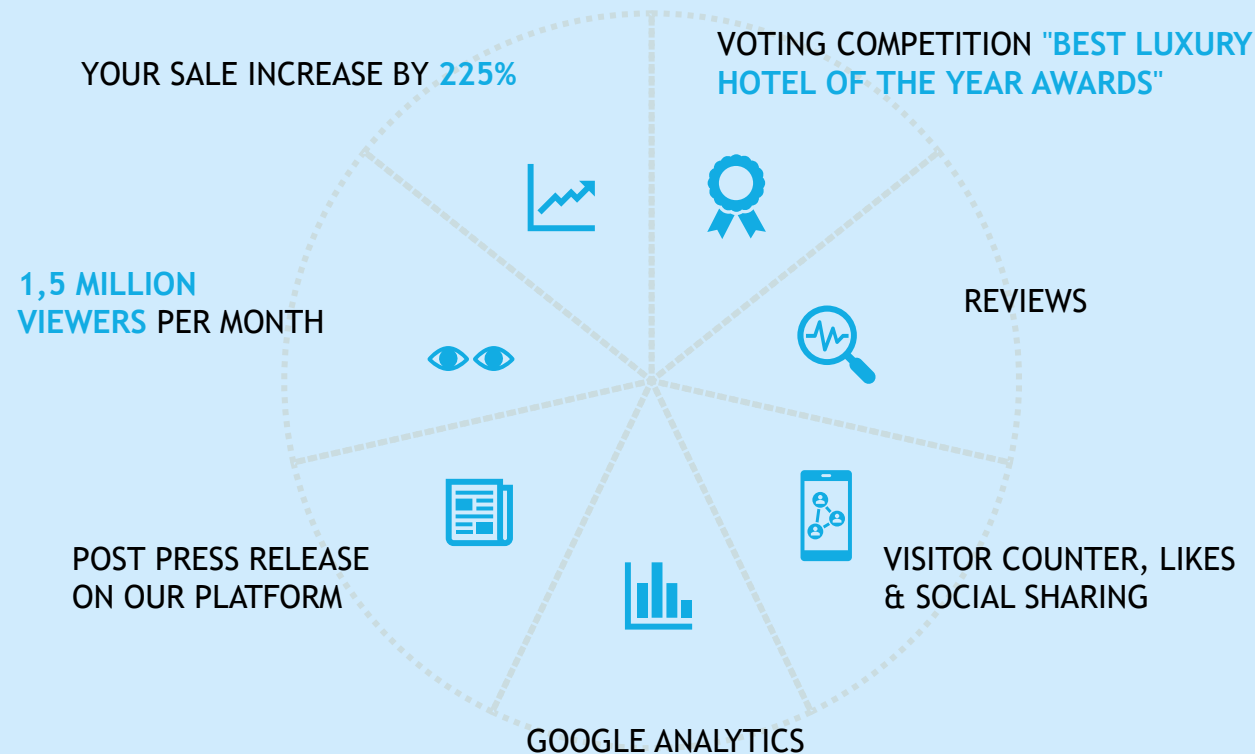 YOUR SALE INCREASE BY 225%
VOTING COMPETITION "BEST LUXURY
HOTEL OF THE YEAR AWARDS"
1,5 MILLION
VIEWERS PER MONTH
REVIEWS
POST PRESS RELEASE
ON OUR PLATFORM
VISITOR COUNTER, LIKES
& SOCIAL SHARING
GOOGLE ANALYTICS